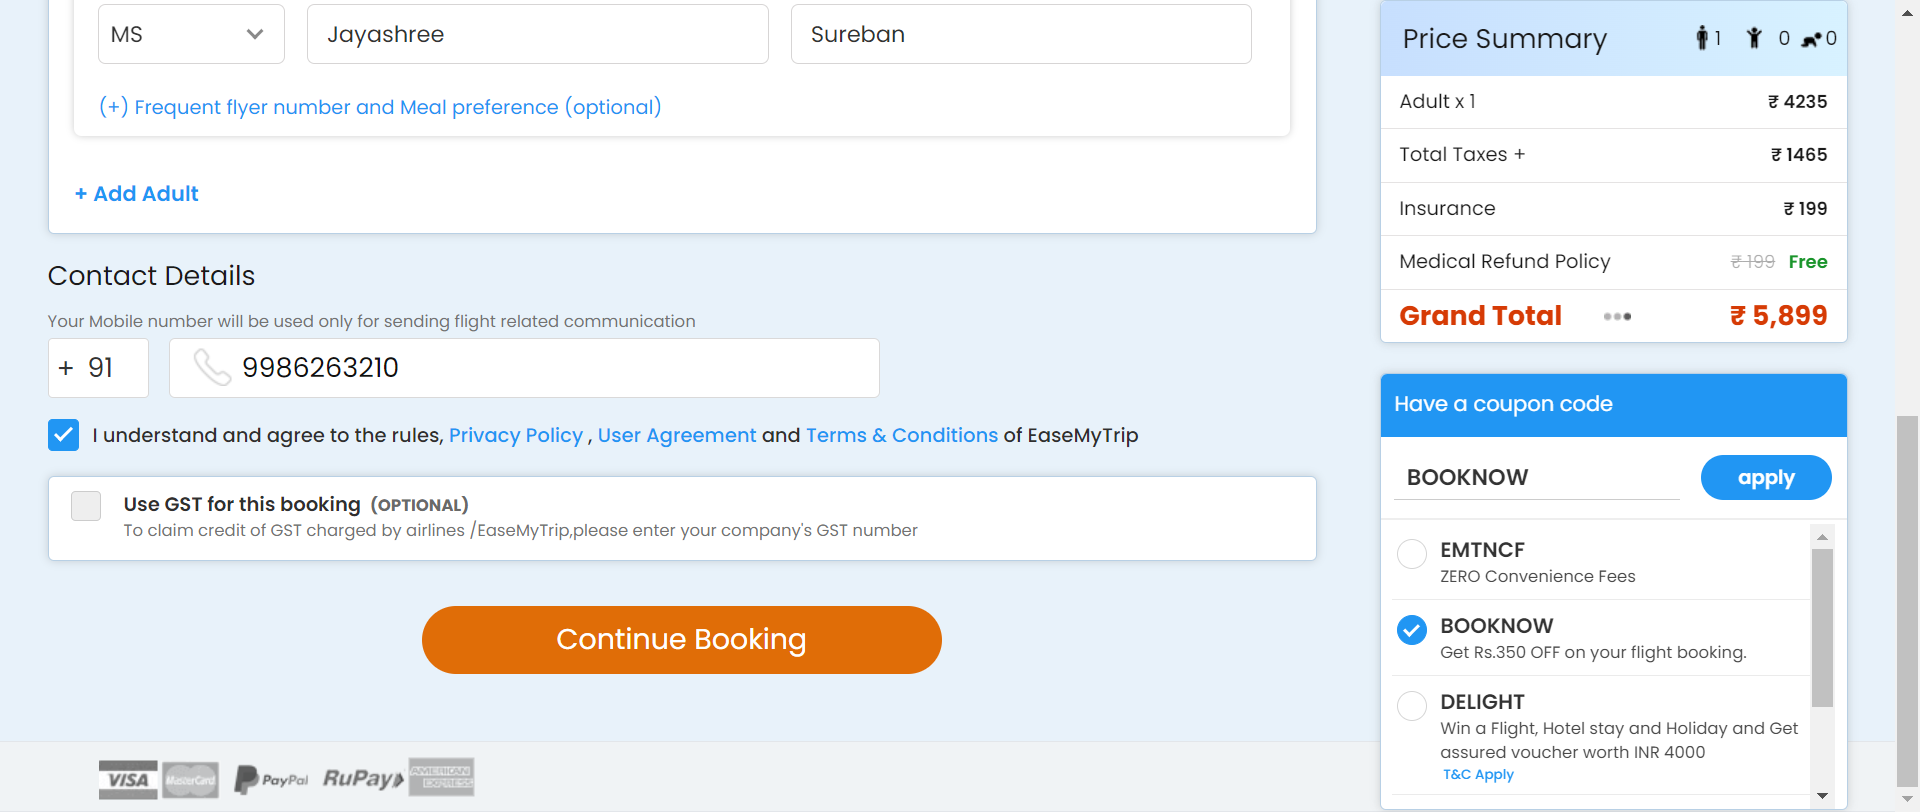 MS
Jayashree
Sureban
(+) Frequent flyer number and Meal preference (optional)
+ Add Adult
Contact Details
Your Mobile number will be used only for sending flight related communication
+ 91
9986263210
I understand and agree to the rules, Privacy Policy , User Agreement and Terms & Conditions of EaseMyTrip
Use GST for this booking (OPTIONAL)
To claim credit of GST charged by airlines /EaseMyTrip,please enter your company's GST number
Continue Booking
VISA MasterCard PayPal RuPay AMERICAN EXPRESS
Price Summary 1 0 0
Adult x 1 ₹ 4235
Total Taxes + ₹ 1465
Insurance ₹ 199
Medical Refund Policy ₹ 199 Free
Grand Total ₹ 5,899
Have a coupon code
BOOKNOW apply
EMTNCF
ZERO Convenience Fees
BOOKNOW
Get Rs.350 OFF on your flight booking.
DELIGHT
Win a Flight, Hotel stay and Holiday and Get
assured voucher worth INR 4000
T&C Apply